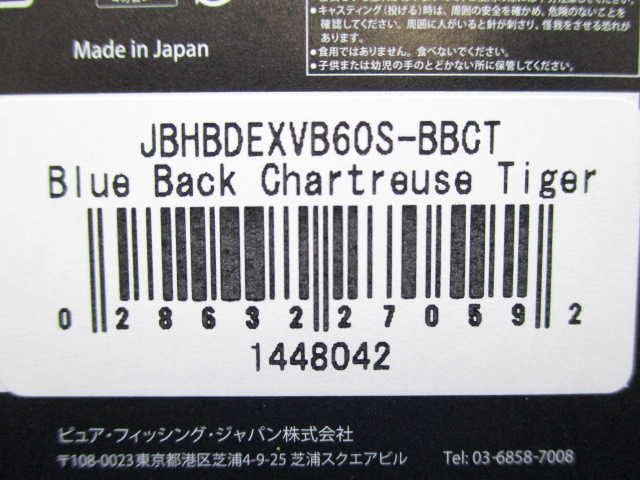 Made in Japan
●キャスティング(投げる)時は、周囲の安全を確かめ、危険のないことを
確認してください。周囲に人がいると針が刺さり、怪我をさせる恐れが
あります。
●食用ではありません。食べないでください。
●子供または幼児の手のとどかない所に保管してください。
JBHBDEXVB60S-BBCT
Blue Back Chartreuse Tiger
0 28632 27059 2
1448042
ピュア・フィッシング・ジャパン株式会社
〒108-0023 東京都港区芝浦4-9-25 芝浦スクエアビル Tel: 03-6858-7008